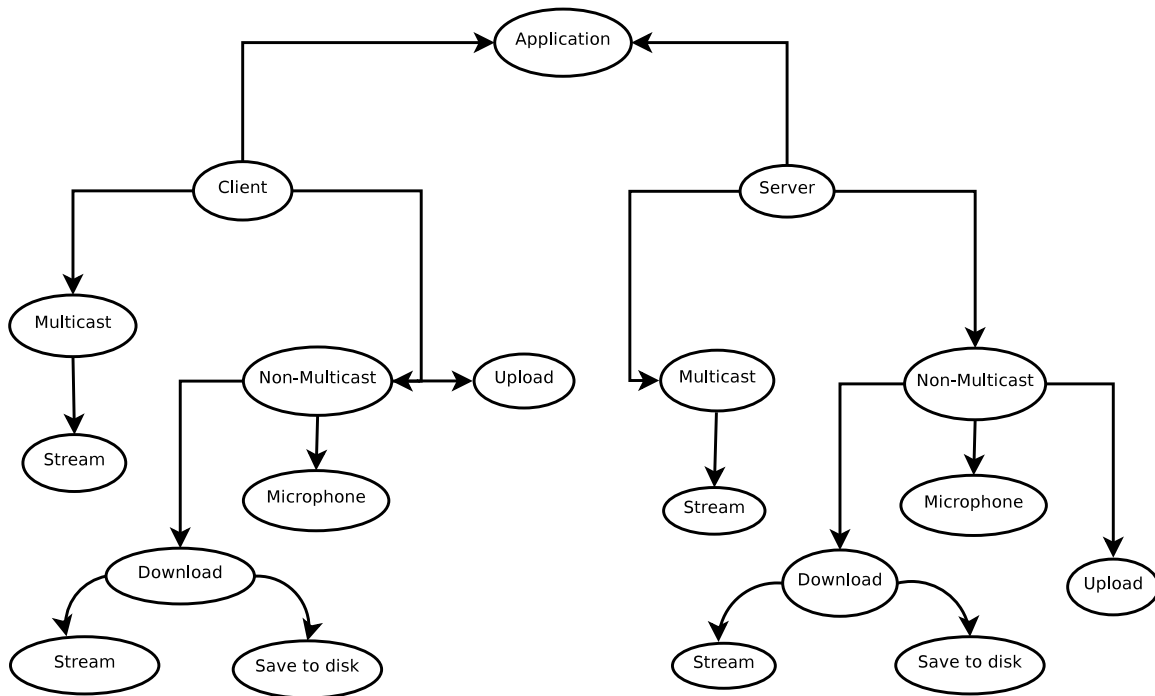 Application
Client
Server
Multicast
Non-Multicast
Upload
Multicast
Non-Multicast
Stream
Microphone
Stream
Microphone
Download
Download
Upload
Stream
Save to disk
Stream
Save to disk